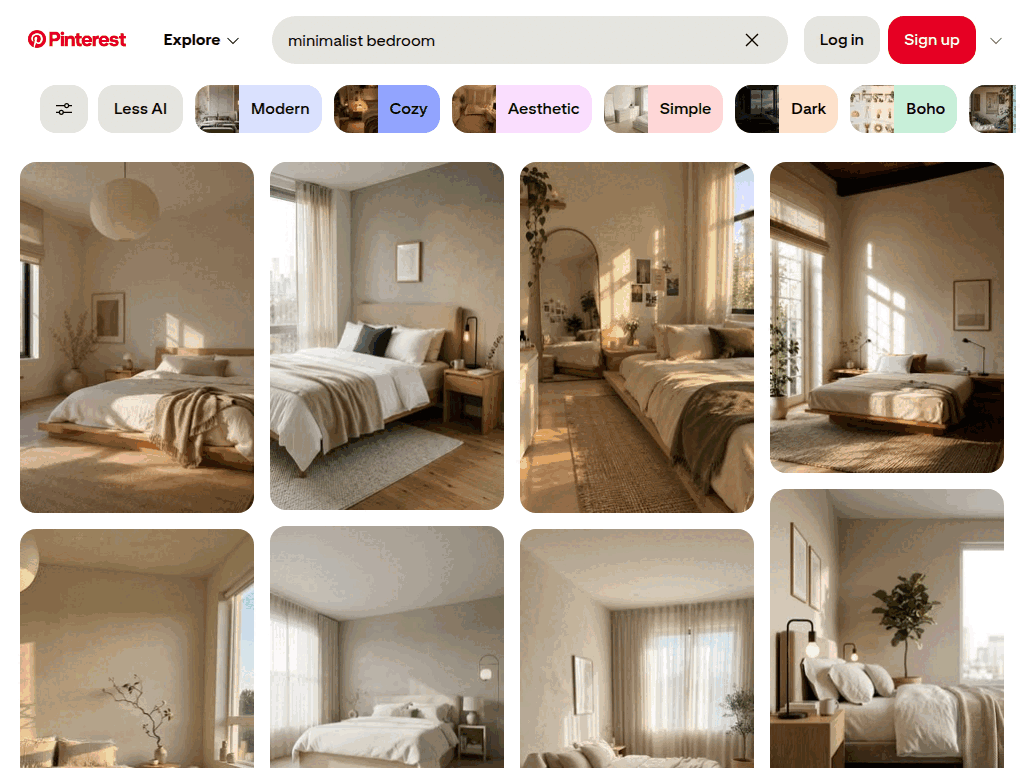 Pinterest
Explore
minimalist bedroom
Log in
Sign up
Less AI
Modern
Cozy
Aesthetic
Simple
Dark
Boho